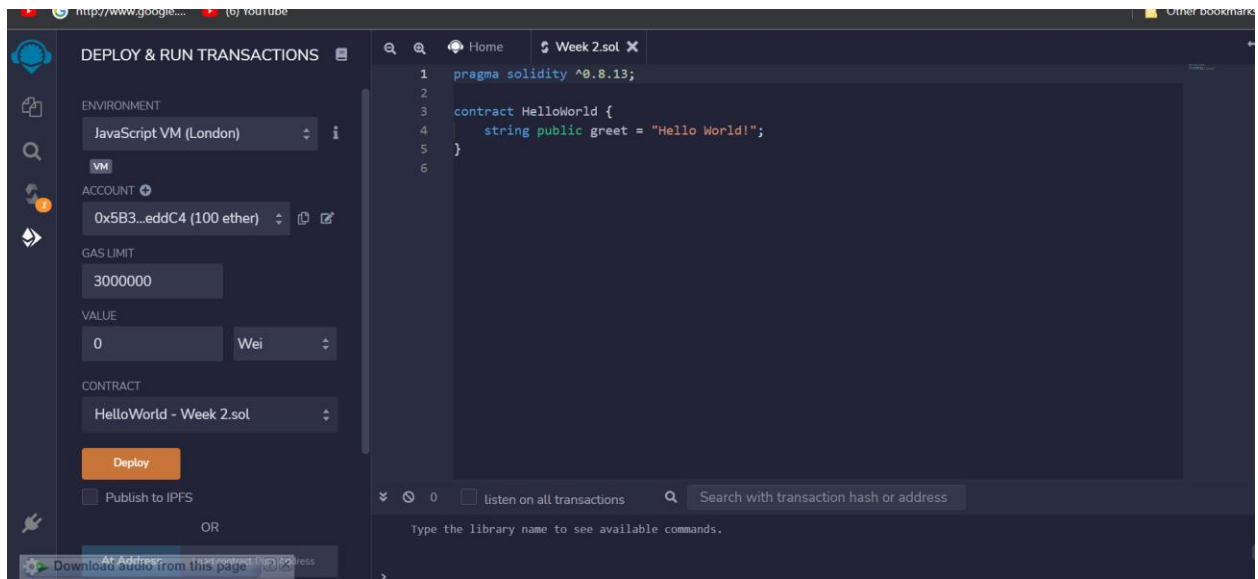 http://www.google.... (6) YouTube Other bookmarks
DEPLOY & RUN TRANSACTIONS
ENVIRONMENT
JavaScript VM (London)
VM
ACCOUNT
0x5B3...eddC4 (100 ether)
GAS LIMIT
3000000
VALUE
0 Wei
CONTRACT
HelloWorld - Week 2.sol
Deploy
Publish to IPFS
OR
At Address
Download audio from this page
1
Home Week 2.sol
1 pragma solidity ^0.8.13;
2
3 contract HelloWorld {
4 string public greet = "Hello World!";
5 }
6
0 listen on all transactions Search with transaction hash or address
Type the library name to see available commands.
>